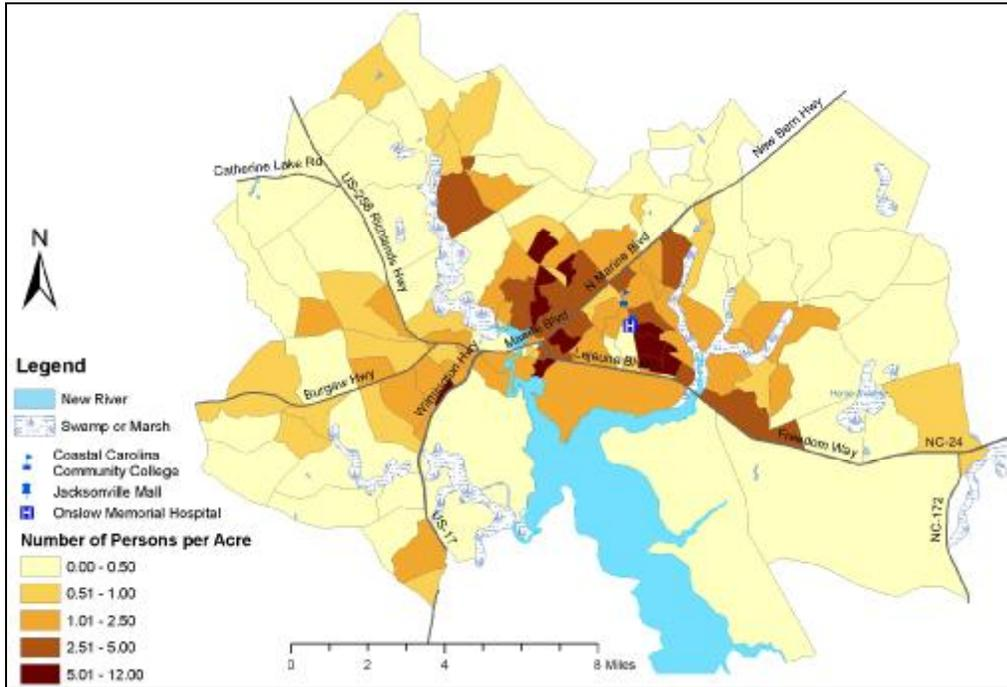 New Bern Hwy
Catherine Lake Rd
US-258 Richlands Hwy
N
N Marine Blvd
Marine Blvd
H
Lejeune Blvd
Wilmington Hwy
Burgaw Hwy
Freedom Way
NC-24
NC-172
US-17
Legend
New River
Swamp or Marsh
Coastal Carolina
Community College
Jacksonville Mall
H Onslow Memorial Hospital
Number of Persons per Acre
0.00 - 0.50
0.51 - 1.00
1.01 - 2.50
2.51 - 5.00
5.01 - 12.00
0 2 4 8 Miles